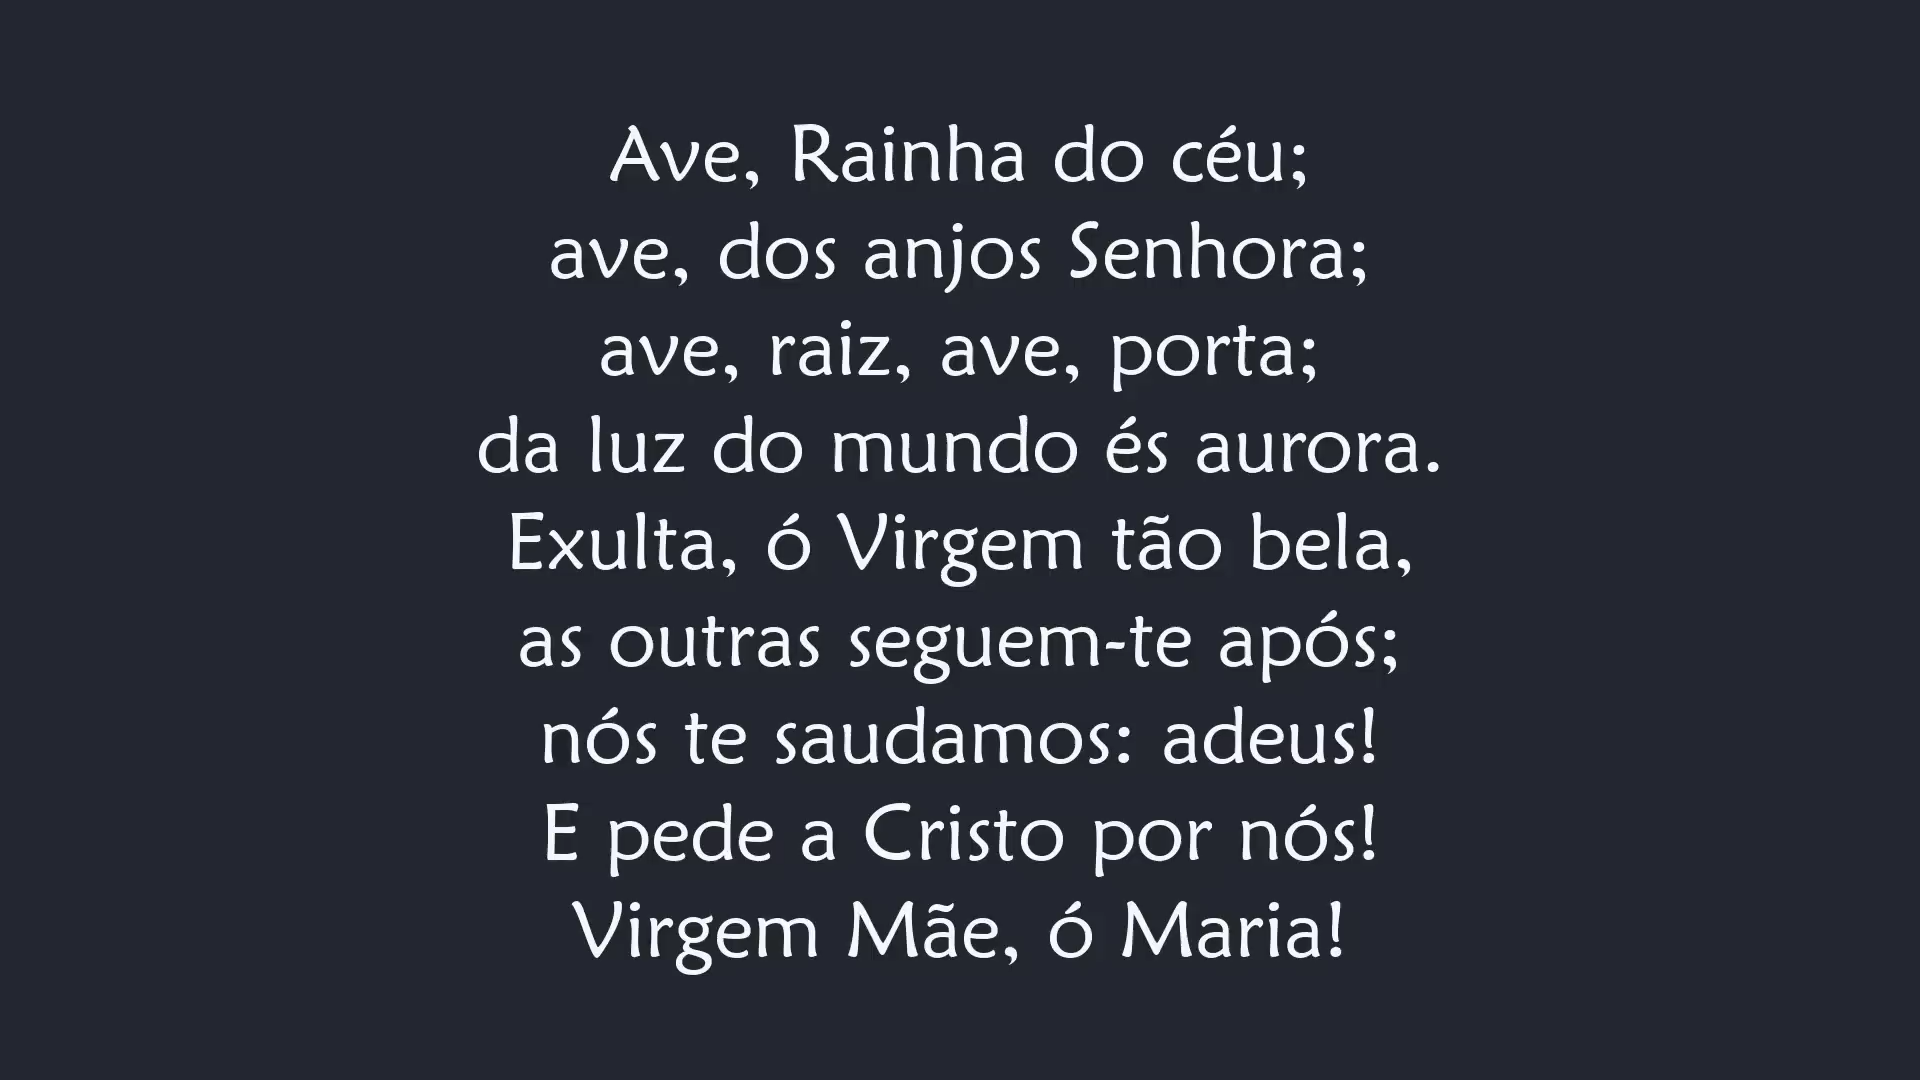 Ave, Rainha do céu;
ave, dos anjos Senhora;
ave, raiz, ave, porta;
da luz do mundo és aurora.
Exulta, ó Virgem tão bela,
as outras seguem-te após;
nós te saudamos: adeus!
E pede a Cristo por nós!
Virgem Mãe, ó Maria!